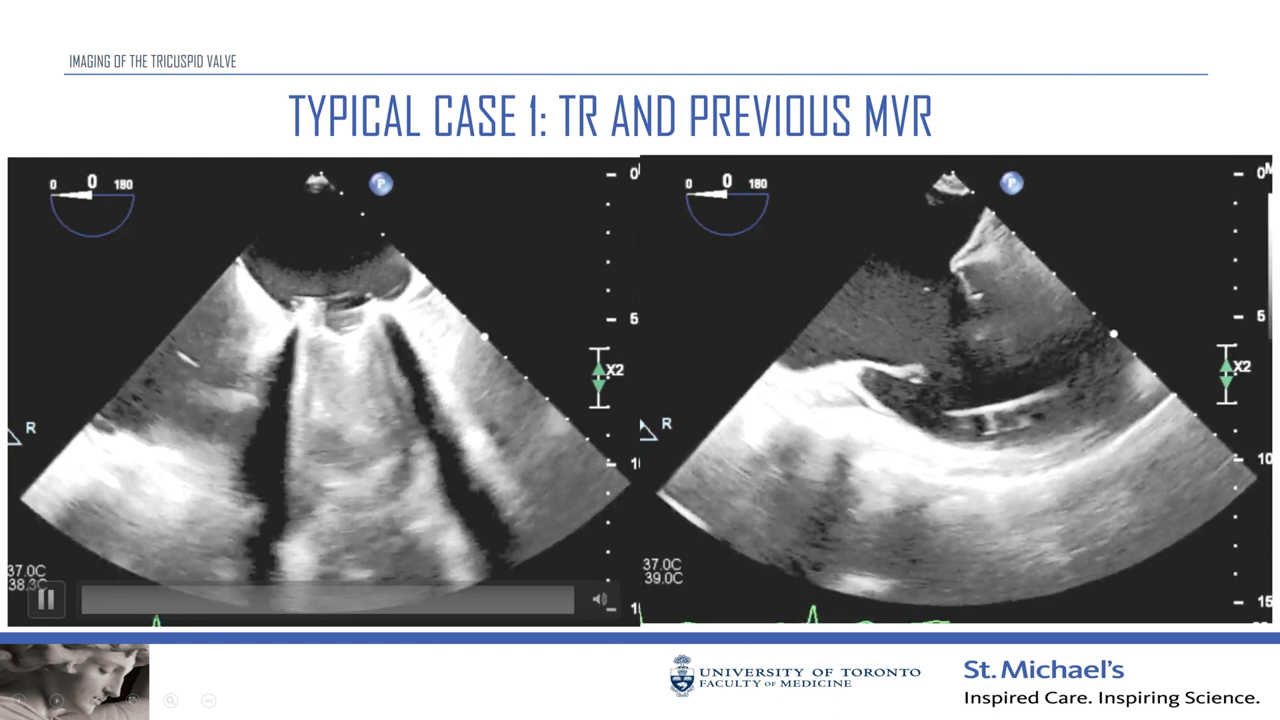 IMAGING OF THE TRICUSPID VALVE
TYPICAL CASE 1: TR AND PREVIOUS MVR
0 0 180
P
0
5
X2
R
37.0C
38.3C
0 0 180
P
0
5
X2
R
10
37.0C
39.0C
15
UNIVERSITY OF TORONTO
FACULTY OF MEDICINE
St. Michael's
Inspired Care. Inspiring Science.